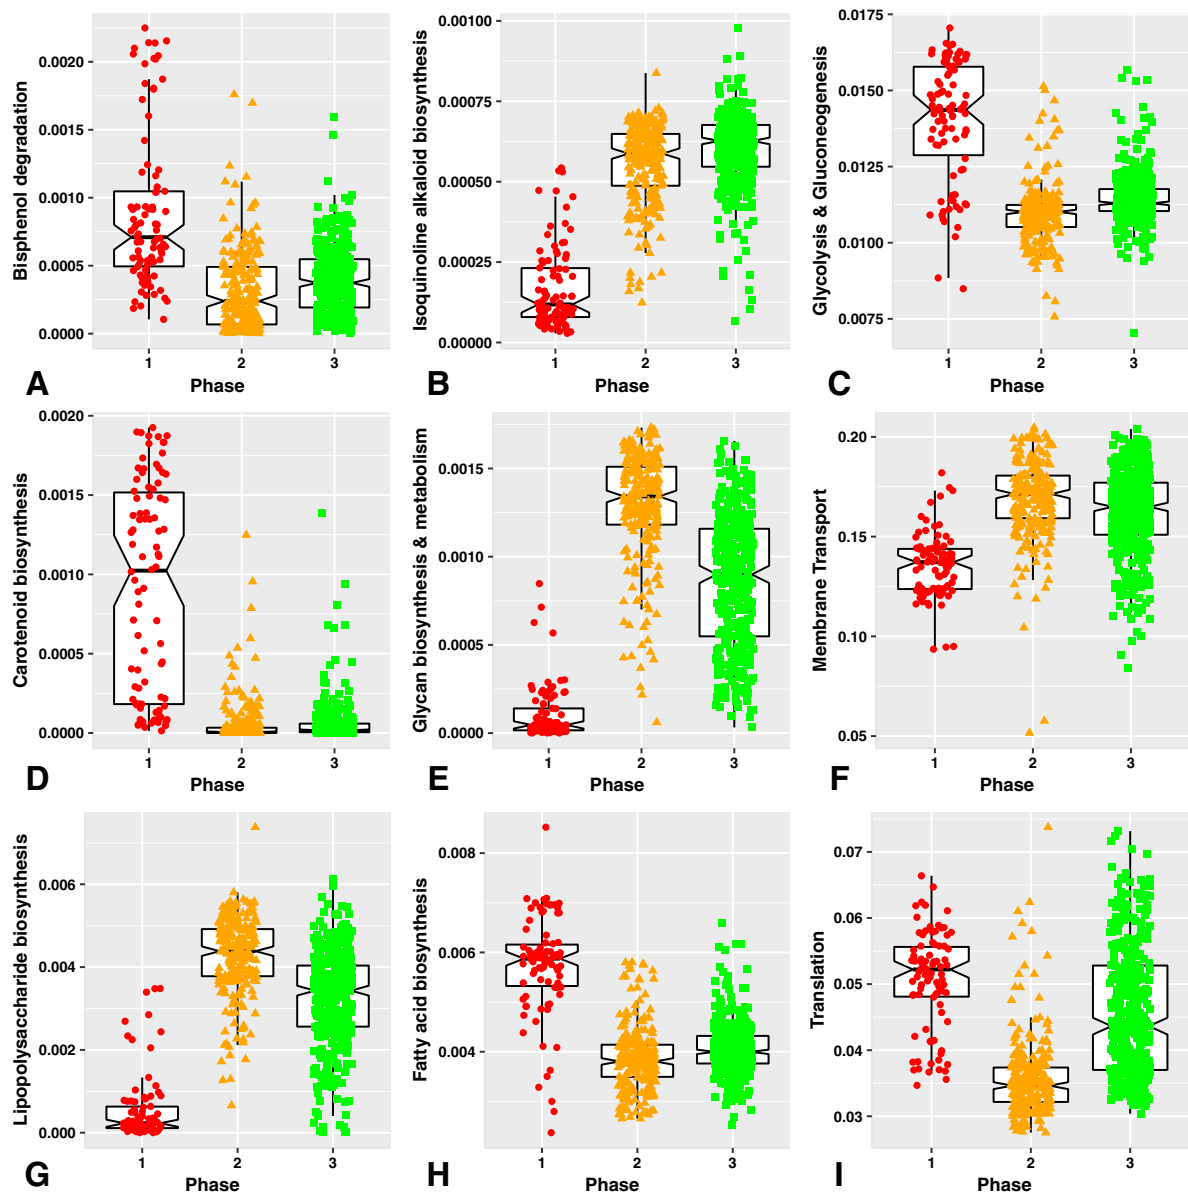 Bisphenol degradation
0.0020
0.0015
0.0010
0.0005
0.0000
1 2 3
Phase
A
Isoquinoline alkaloid biosynthesis
0.00100
0.00075
0.00050
0.00025
0.00000
1 2 3
Phase
B
Glycolysis & Gluconeogenesis
0.0175
0.0150
0.0125
0.0100
0.0075
1 2 3
Phase
C
Carotenoid biosynthesis
0.0020
0.0015
0.0010
0.0005
0.0000
1 2 3
Phase
D
Glycan biosynthesis & metabolism
0.0015
0.0010
0.0005
0.0000
1 2 3
Phase
E
Membrane Transport
0.20
0.15
0.10
0.05
1 2 3
Phase
F
Lipopolysaccharide biosynthesis
0.006
0.004
0.002
0.000
1 2 3
Phase
G
Fatty acid biosynthesis
0.008
0.006
0.004
1 2 3
Phase
H
Translation
0.07
0.06
0.05
0.04
0.03
1 2 3
Phase
I